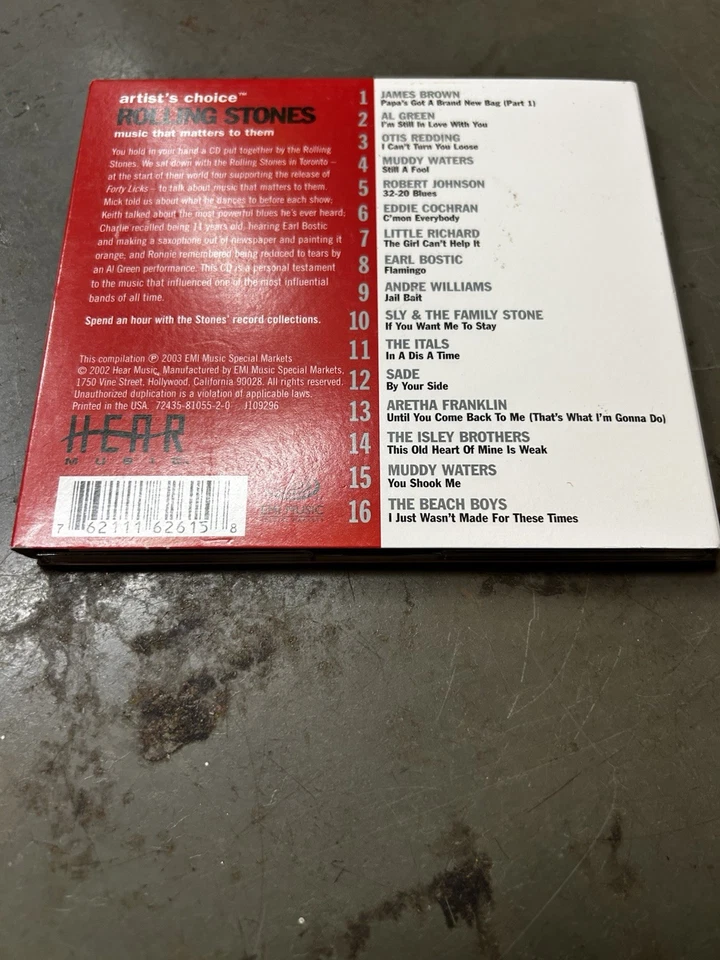 artist's choice™
ROLLING STONES
music that matters to them
You hold in your hand a CD put together by the Rolling
Stones. We sat down with the Rolling Stones in Toronto –
at the start of their world tour supporting the release of
Forty Licks – to talk about music that matters to them.
Mick told us about what he dances to before each show;
Keith talked about the most powerful blues he's ever heard;
Charlie recalled being 11 years old, hearing Earl Bostic
and making a saxophone out of newspaper and painting it
orange, and Ronnie remembered being reduced to tears by
an Al Green performance. This CD is a personal testament
to the music that influenced one of the most influential
bands of all time.
Spend an hour with the Stones' record collections.
This compilation ℗ 2003 EMI Music Special Markets
© 2002 Hear Music. Manufactured by EMI Music Special Markets,
1750 Vine Street, Hollywood, California 90028. All rights reserved.
Unauthorized duplication is a violation of applicable laws.
Printed in the USA. 72435-81055-2-0 J109296
HEAR
MUSIC
7 62111 62615 8
EMI MUSIC
1 JAMES BROWN
Papa's Got A Brand New Bag (Part 1)
2 AL GREEN
I'm Still In Love With You
3 OTIS REDDING
I Can't Turn You Loose
4 MUDDY WATERS
Still A Fool
5 ROBERT JOHNSON
32-20 Blues
6 EDDIE COCHRAN
C'mon Everybody
7 LITTLE RICHARD
The Girl Can't Help It
8 EARL BOSTIC
Flamingo
9 ANDRE WILLIAMS
Jail Bait
10 SLY & THE FAMILY STONE
If You Want Me To Stay
11 THE ITALS
In A Dis A Time
12 SADE
By Your Side
13 ARETHA FRANKLIN
Until You Come Back To Me (That's What I'm Gonna Do)
14 THE ISLEY BROTHERS
This Old Heart Of Mine Is Weak
15 MUDDY WATERS
You Shook Me
16 THE BEACH BOYS
I Just Wasn't Made For These Times